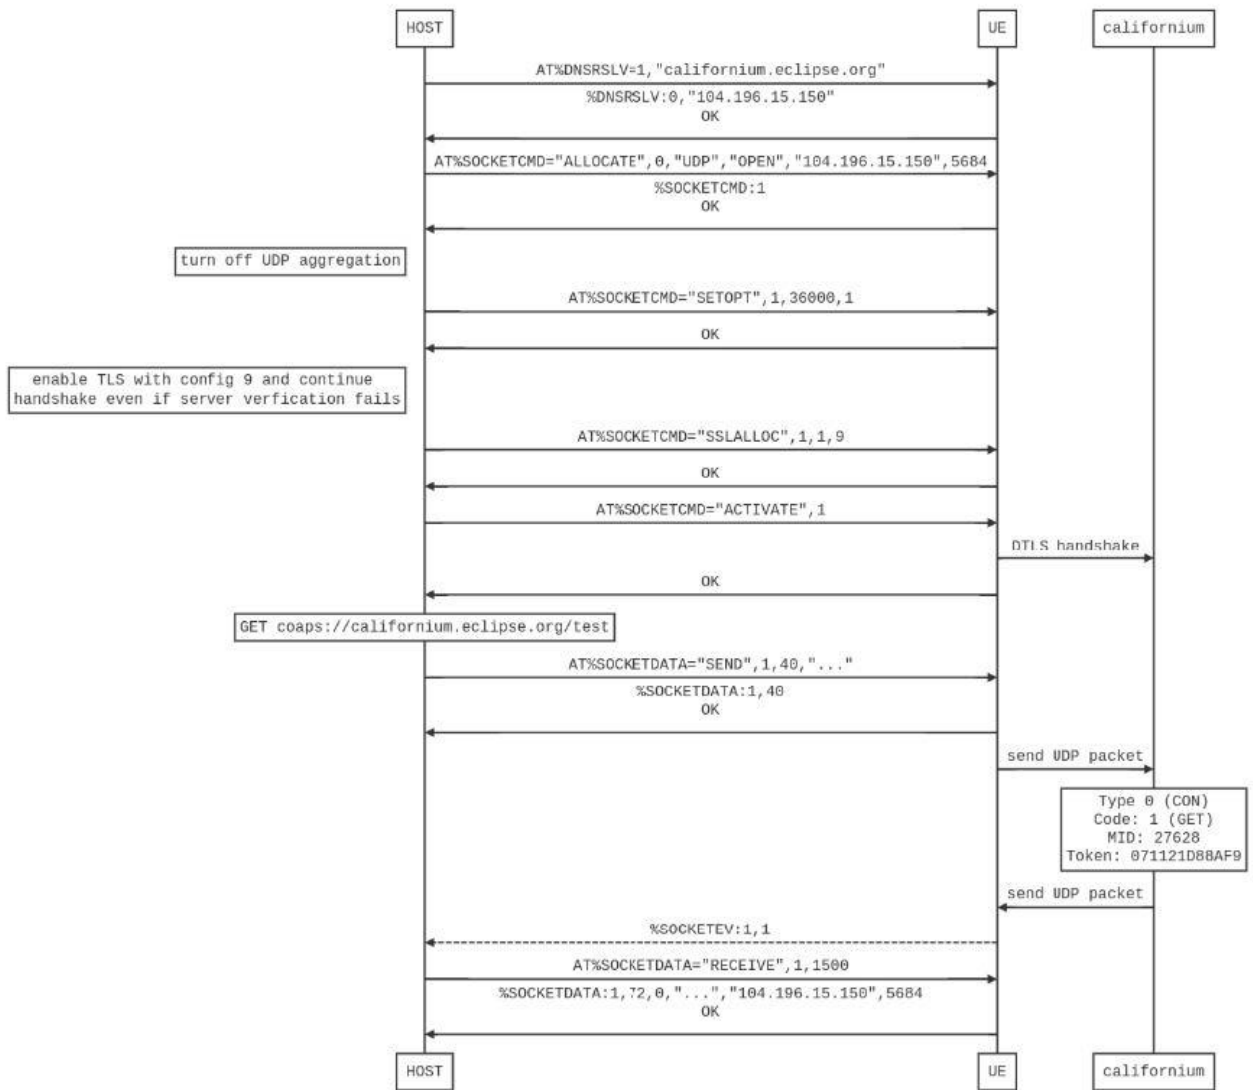 HOST
UE
californium
AT%DNSRSLV=1,"californium.eclipse.org"
%DNSRSLV:0,"104.196.15.150"
OK
AT%SOCKETCMD="ALLOCATE",0,"UDP","OPEN","104.196.15.150",5684
%SOCKETCMD:1
OK
turn off UDP aggregation
AT%SOCKETCMD="SETOPT",1,36000,1
OK
enable TLS with config 9 and continue
handshake even if server verfication fails
AT%SOCKETCMD="SSLALLOC",1,1,9
OK
AT%SOCKETCMD="ACTIVATE",1
DTLS handshake
OK
GET coaps://californium.eclipse.org/test
AT%SOCKETDATA="SEND",1,40,"..."
%SOCKETDATA:1,40
OK
send UDP packet
Type 0 (CON)
Code: 1 (GET)
MID: 27628
Token: 071121D88AF9
send UDP packet
%SOCKETEV:1,1
AT%SOCKETDATA="RECEIVE",1,1500
%SOCKETDATA:1,72,0,"...","104.196.15.150",5684
OK
HOST
UE
californium